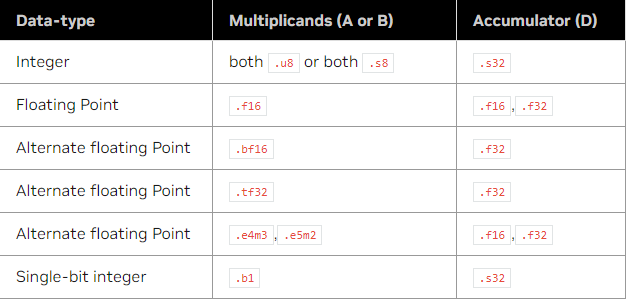 Data-type Multiplicands (A or B) Accumulator (D)
Integer both .u8 or both .s8 .s32
Floating Point .f16 .f16, .f32
Alternate floating Point .bf16 .f32
Alternate floating Point .tf32 .f32
Alternate floating Point .e4m3, .e5m2 .f16, .f32
Single-bit integer .b1 .s32